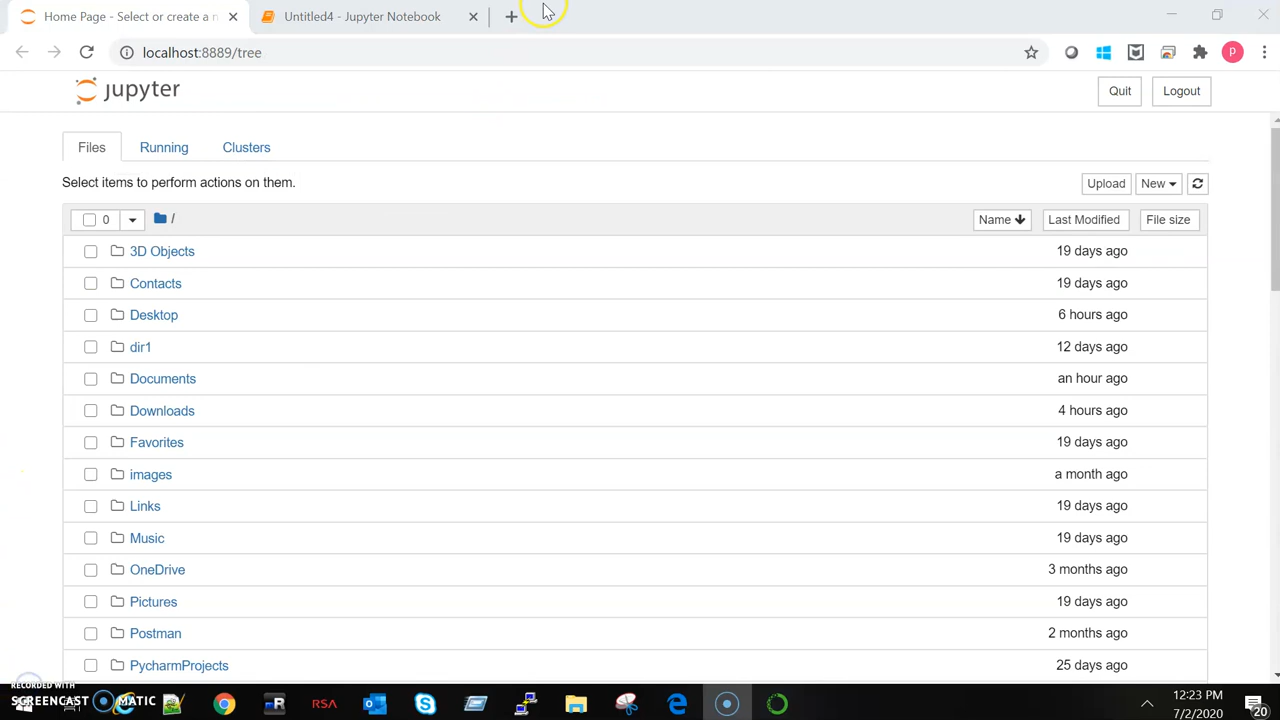 Home Page - Select or create a n
Untitled4 - Jupyter Notebook
localhost:8889/tree
P
jupyter
Quit
Logout
Files
Running
Clusters
Select items to perform actions on them.
Upload
New
0
/
Name
Last Modified
File size
3D Objects
19 days ago
Contacts
19 days ago
Desktop
6 hours ago
dir1
12 days ago
Documents
an hour ago
Downloads
4 hours ago
Favorites
19 days ago
images
a month ago
Links
19 days ago
Music
19 days ago
OneDrive
3 months ago
Pictures
19 days ago
Postman
2 months ago
PycharmProjects
25 days ago
RECORDED WITH
SCREENCAST MATIC
R
RSA
12:23 PM
7/2/2020
20